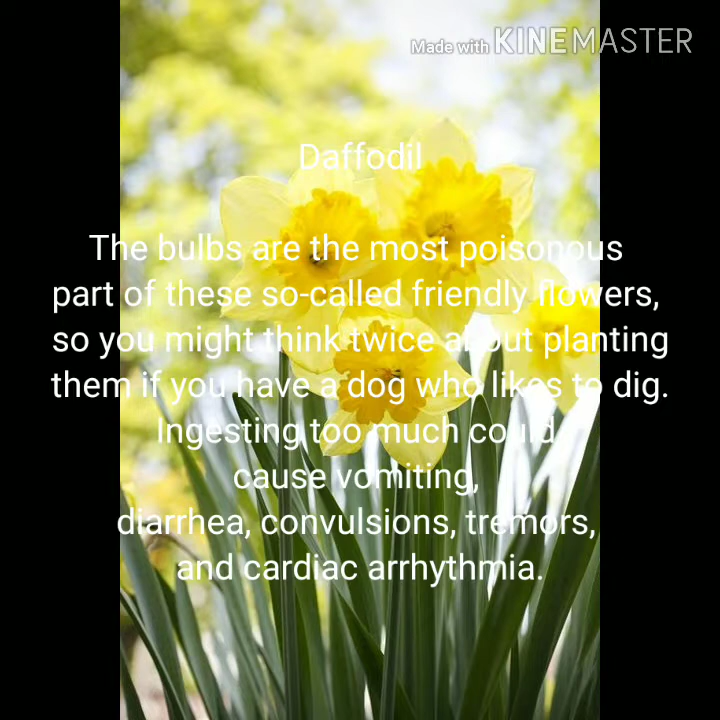 Made with KINEMASTER
Daffodil
The bulbs are the most poisonous
part of these so-called friendly flowers,
so you might think twice about planting
them if you have a dog who likes to dig.
Ingesting too much could
cause vomiting,
diarrhea, convulsions, tremors,
and cardiac arrhythmia.